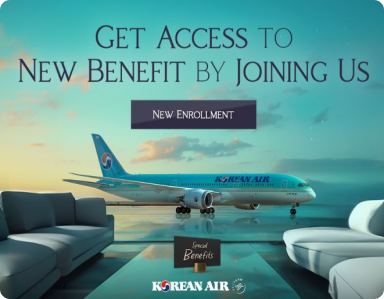 GET ACCESS TO
NEW BENEFIT BY JOINING US
NEW ENROLLMENT
KOREAN AIR
Special
Benefits
KOREAN AIR